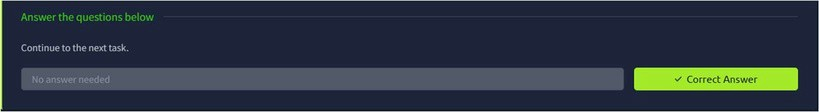 Answer the questions below
Continue to the next task.
No answer needed
✓ Correct Answer